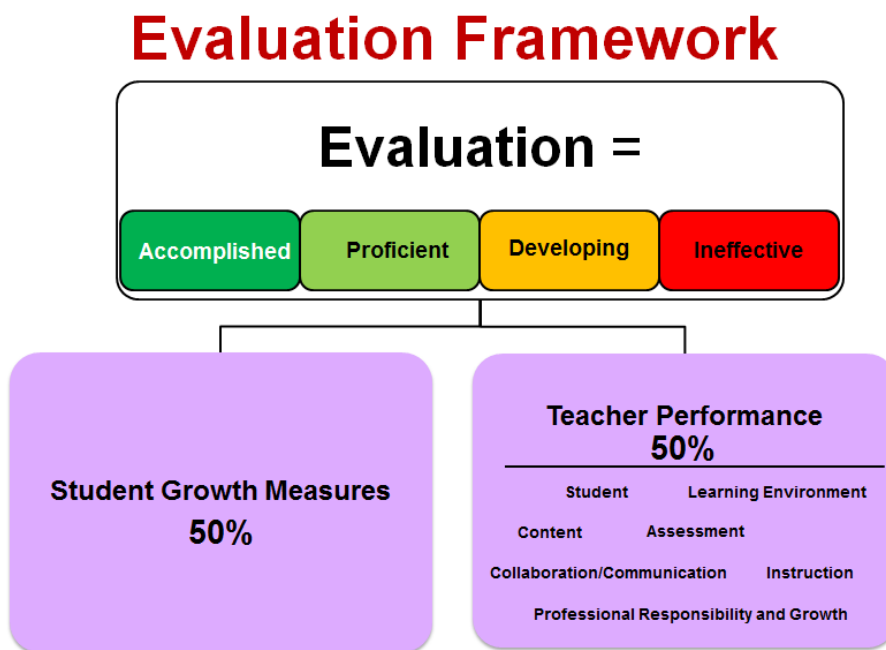 Evaluation Framework
Evaluation =
Accomplished Proficient Developing Ineffective
Student Growth Measures
50%
Teacher Performance
50%
Student Learning Environment
Content Assessment
Collaboration/Communication Instruction
Professional Responsibility and Growth